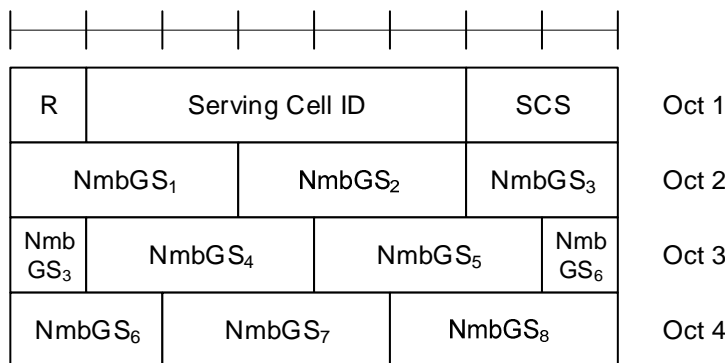 R Serving Cell ID SCS Oct 1
NmbGS₁ NmbGS₂ NmbGS₃ Oct 2
Nmb GS₃ NmbGS₄ NmbGS₅ Nmb GS₆ Oct 3
NmbGS₆ NmbGS₇ NmbGS₈ Oct 4